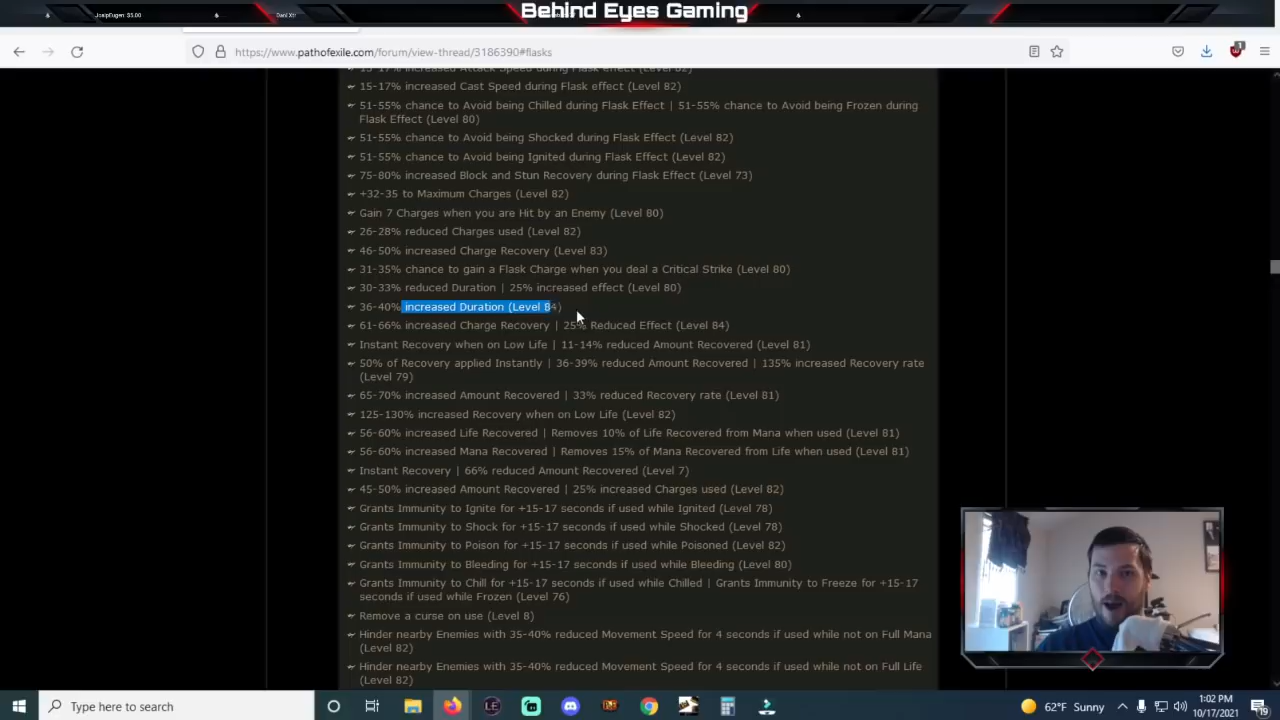 Behind Eyes Gaming
JosipEugen $5.00
https://www.pathofexile.com/forum/view-thread/3186390#flasks
1
15-17% increased Attack Speed during Flask effect (Level 82)
15-17% increased Cast Speed during Flask effect (Level 82)
51-55% chance to Avoid being Chilled during Flask Effect | 51-55% chance to Avoid being Frozen during
Flask Effect (Level 80)
51-55% chance to Avoid being Shocked during Flask Effect (Level 82)
51-55% chance to Avoid being Ignited during Flask Effect (Level 82)
75-80% increased Block and Stun Recovery during Flask Effect (Level 73)
+32-35 to Maximum Charges (Level 82)
Gain 7 Charges when you are Hit by an Enemy (Level 80)
26-28% reduced Charges used (Level 82)
46-50% increased Charge Recovery (Level 83)
31-35% chance to gain a Flask Charge when you deal a Critical Strike (Level 80)
30-33% reduced Duration | 25% increased effect (Level 80)
36-40% increased Duration (Level 84)
61-66% increased Charge Recovery | 25% Reduced Effect (Level 84)
Instant Recovery when on Low Life | 11-14% reduced Amount Recovered (Level 81)
50% of Recovery applied Instantly | 36-39% reduced Amount Recovered | 135% increased Recovery rate
(Level 79)
65-70% increased Amount Recovered | 33% reduced Recovery rate (Level 81)
125-130% increased Recovery when on Low Life (Level 82)
56-60% increased Life Recovered | Removes 10% of Life Recovered from Mana when used (Level 81)
56-60% increased Mana Recovered | Removes 15% of Mana Recovered from Life when used (Level 81)
Instant Recovery | 66% reduced Amount Recovered (Level 7)
45-50% increased Amount Recovered | 25% increased Charges used (Level 82)
Grants Immunity to Ignite for +15-17 seconds if used while Ignited (Level 78)
Grants Immunity to Shock for +15-17 seconds if used while Shocked (Level 78)
Grants Immunity to Poison for +15-17 seconds if used while Poisoned (Level 82)
Grants Immunity to Bleeding for +15-17 seconds if used while Bleeding (Level 80)
Grants Immunity to Chill for +15-17 seconds if used while Chilled | Grants Immunity to Freeze for +15-17
seconds if used while Frozen (Level 76)
Remove a curse on use (Level 8)
Hinder nearby Enemies with 35-40% reduced Movement Speed for 4 seconds if used while not on Full Mana
(Level 82)
Hinder nearby Enemies with 35-40% reduced Movement Speed for 4 seconds if used while not on Full Life
(Level 82)
Type here to search
62°F Sunny
1:02 PM
10/17/2021
19